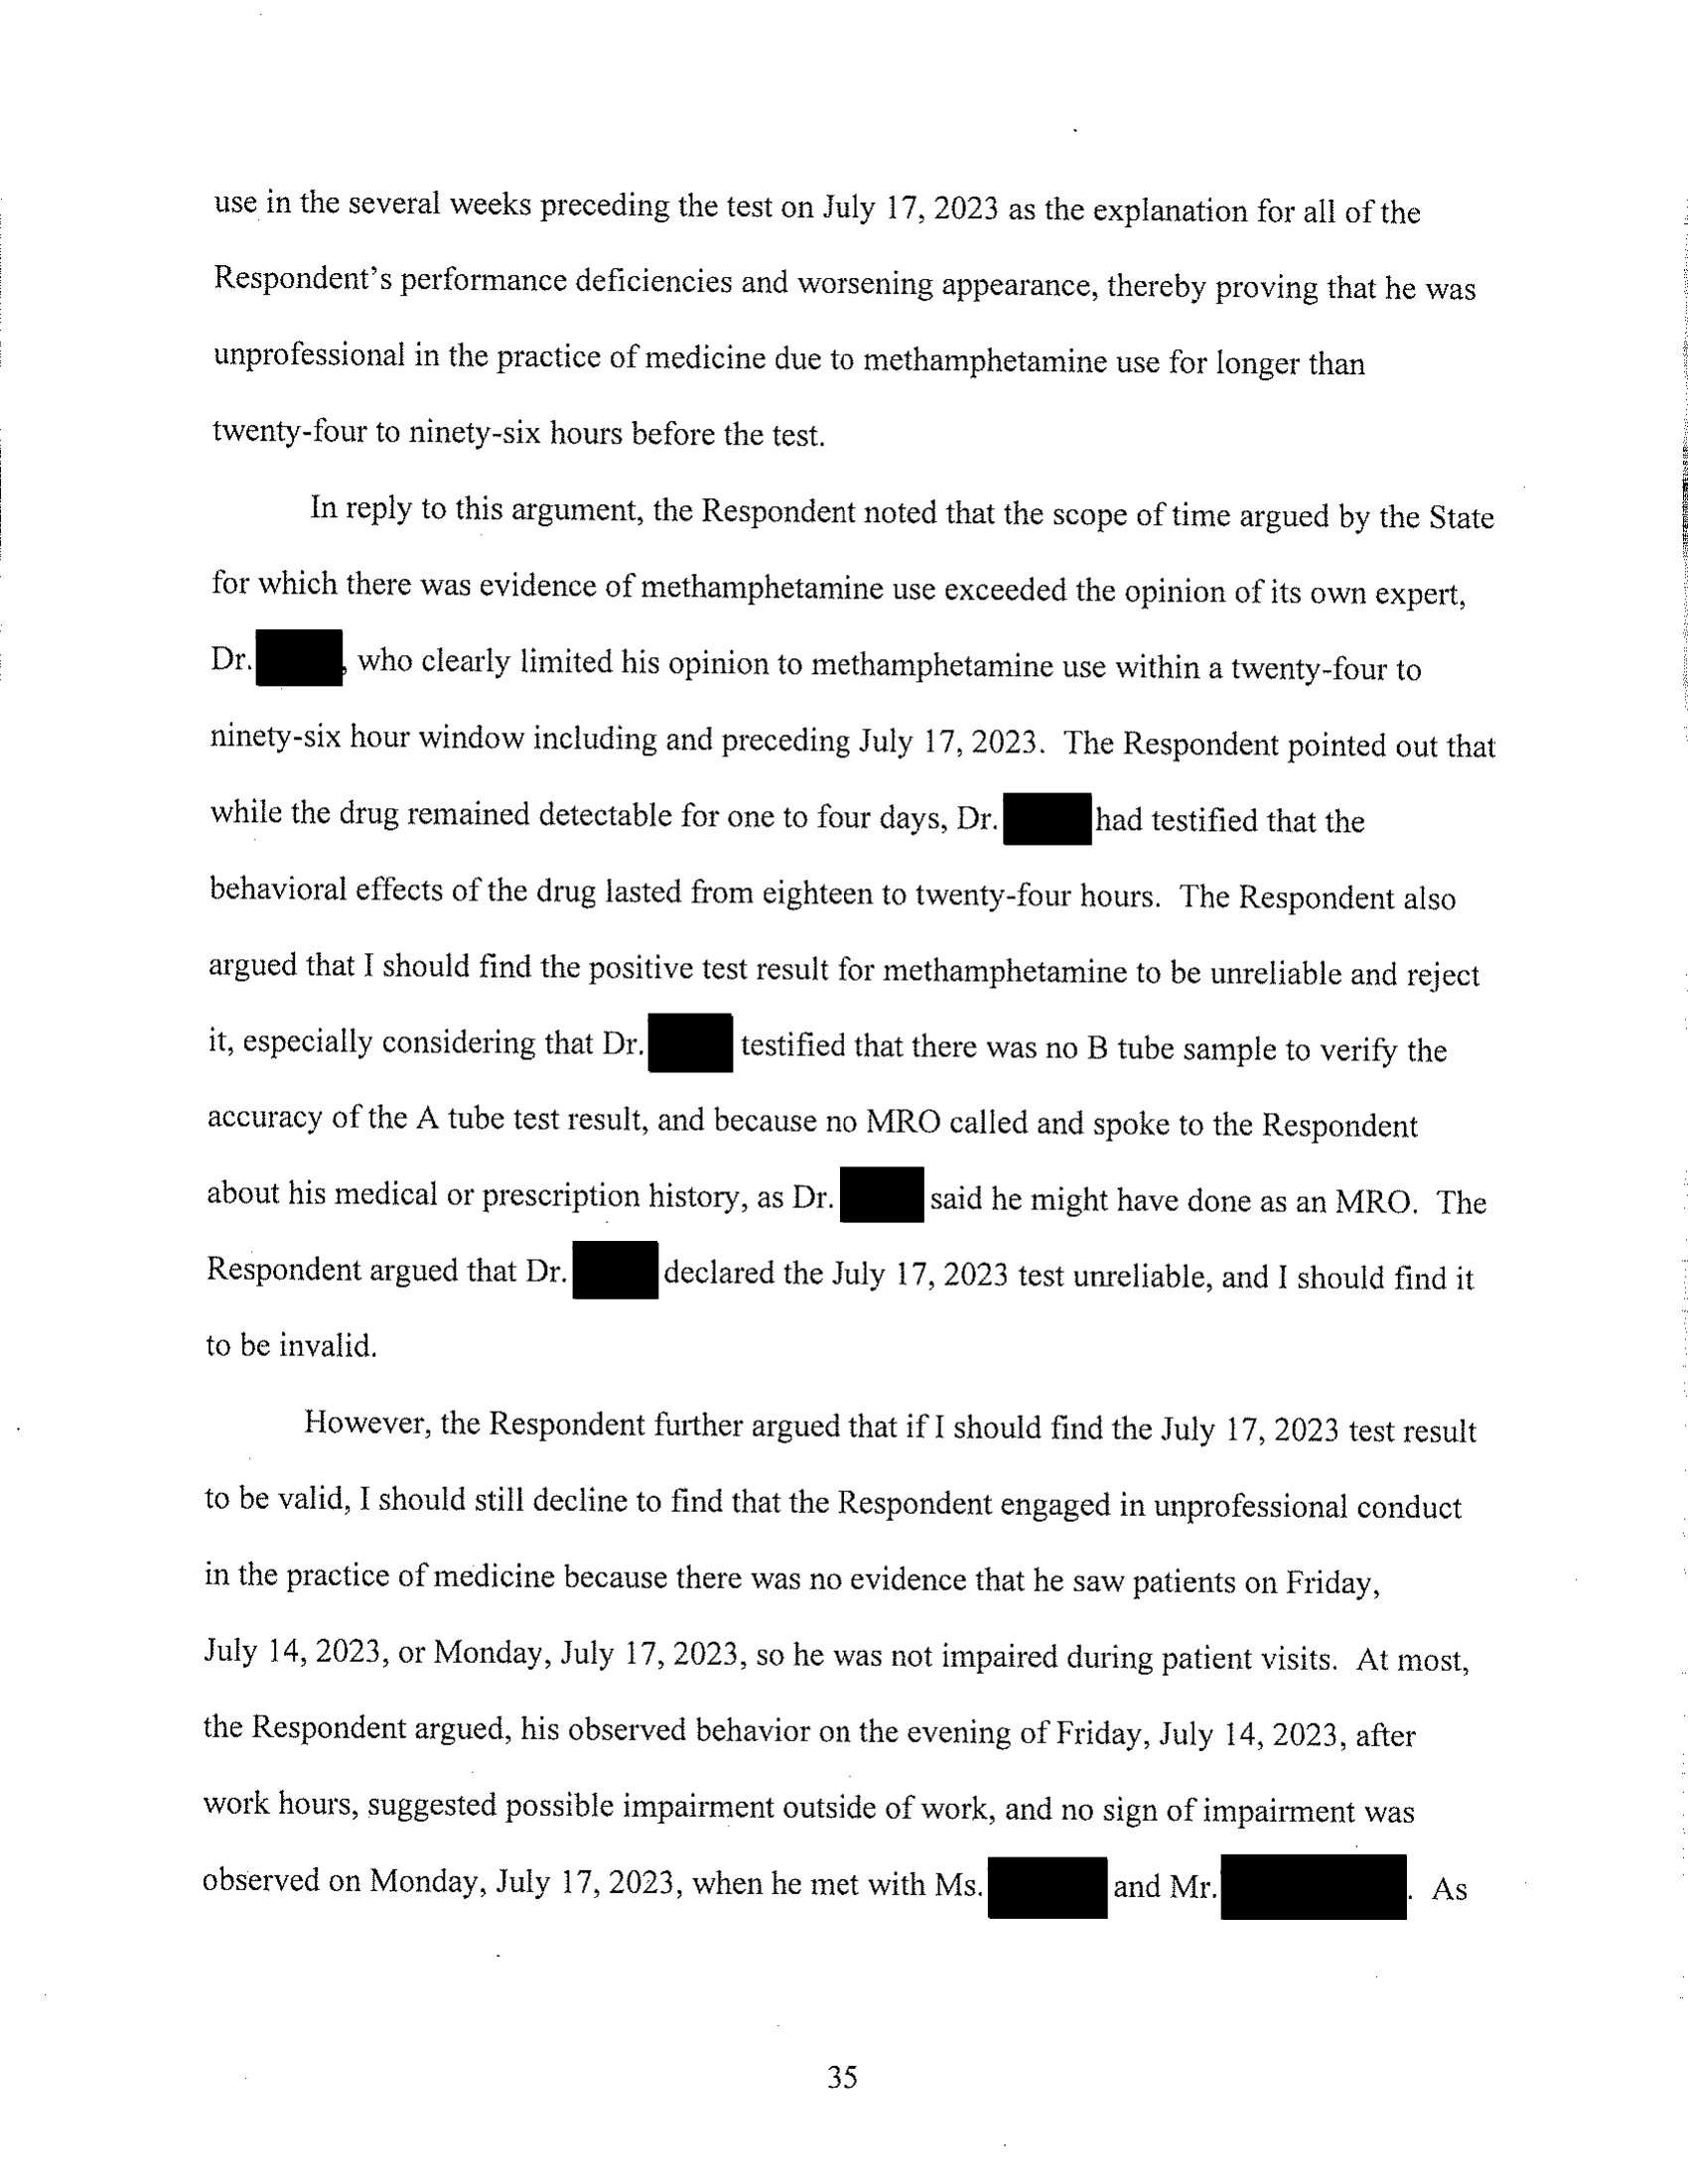 use in the several weeks preceding the test on July 17, 2023 as the explanation for all of the
Respondent's performance deficiencies and worsening appearance, thereby proving that he was
unprofessional in the practice of medicine due to methamphetamine use for longer than
twenty-four to ninety-six hours before the test.
In reply to this argument, the Respondent noted that the scope of time argued by the State
for which there was evidence of methamphetamine use exceeded the opinion of its own expert,
Dr. , who clearly limited his opinion to methamphetamine use within a twenty-four to
ninety-six hour window including and preceding July 17, 2023. The Respondent pointed out that
while the drug remained detectable for one to four days, Dr. had testified that the
behavioral effects of the drug lasted from eighteen to twenty-four hours. The Respondent also
argued that I should find the positive test result for methamphetamine to be unreliable and reject
it, especially considering that Dr. testified that there was no B tube sample to verify the
accuracy of the A tube test result, and because no MRO called and spoke to the Respondent
about his medical or prescription history, as Dr. said he might have done as an MRO. The
Respondent argued that Dr. declared the July 17, 2023 test unreliable, and I should find it
to be invalid.
However, the Respondent further argued that if I should find the July 17, 2023 test result
to be valid, I should still decline to find that the Respondent engaged in unprofessional conduct
in the practice of medicine because there was no evidence that he saw patients on Friday,
July 14, 2023, or Monday, July 17, 2023, so he was not impaired during patient visits. At most,
the Respondent argued, his observed behavior on the evening of Friday, July 14, 2023, after
work hours, suggested possible impairment outside of work, and no sign of impairment was
observed on Monday, July 17, 2023, when he met with Ms. and Mr. . As
35